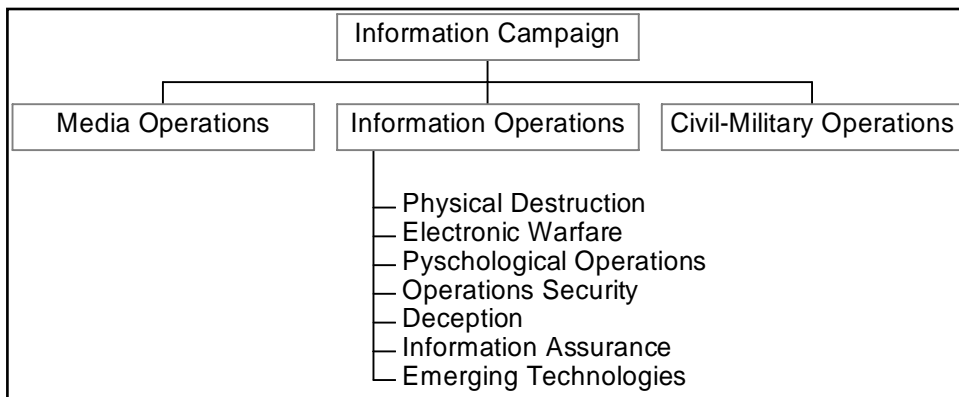 Information Campaign
Media Operations
Information Operations
Civil-Military Operations
Physical Destruction
Electronic Warfare
Pyschological Operations
Operations Security
Deception
Information Assurance
Emerging Technologies